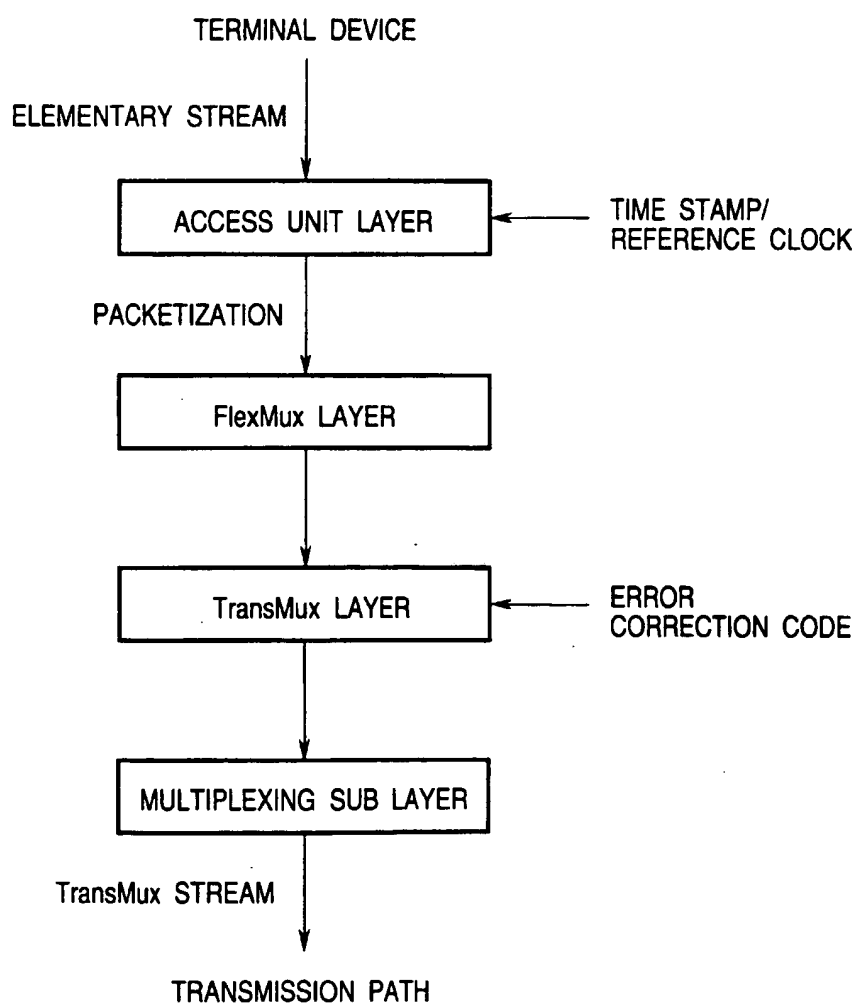 TERMINAL DEVICE
ELEMENTARY STREAM
ACCESS UNIT LAYER
TIME STAMP/
REFERENCE CLOCK
PACKETIZATION
FlexMux LAYER
TransMux LAYER
ERROR
CORRECTION CODE
MULTIPLEXING SUB LAYER
TransMux STREAM
TRANSMISSION PATH